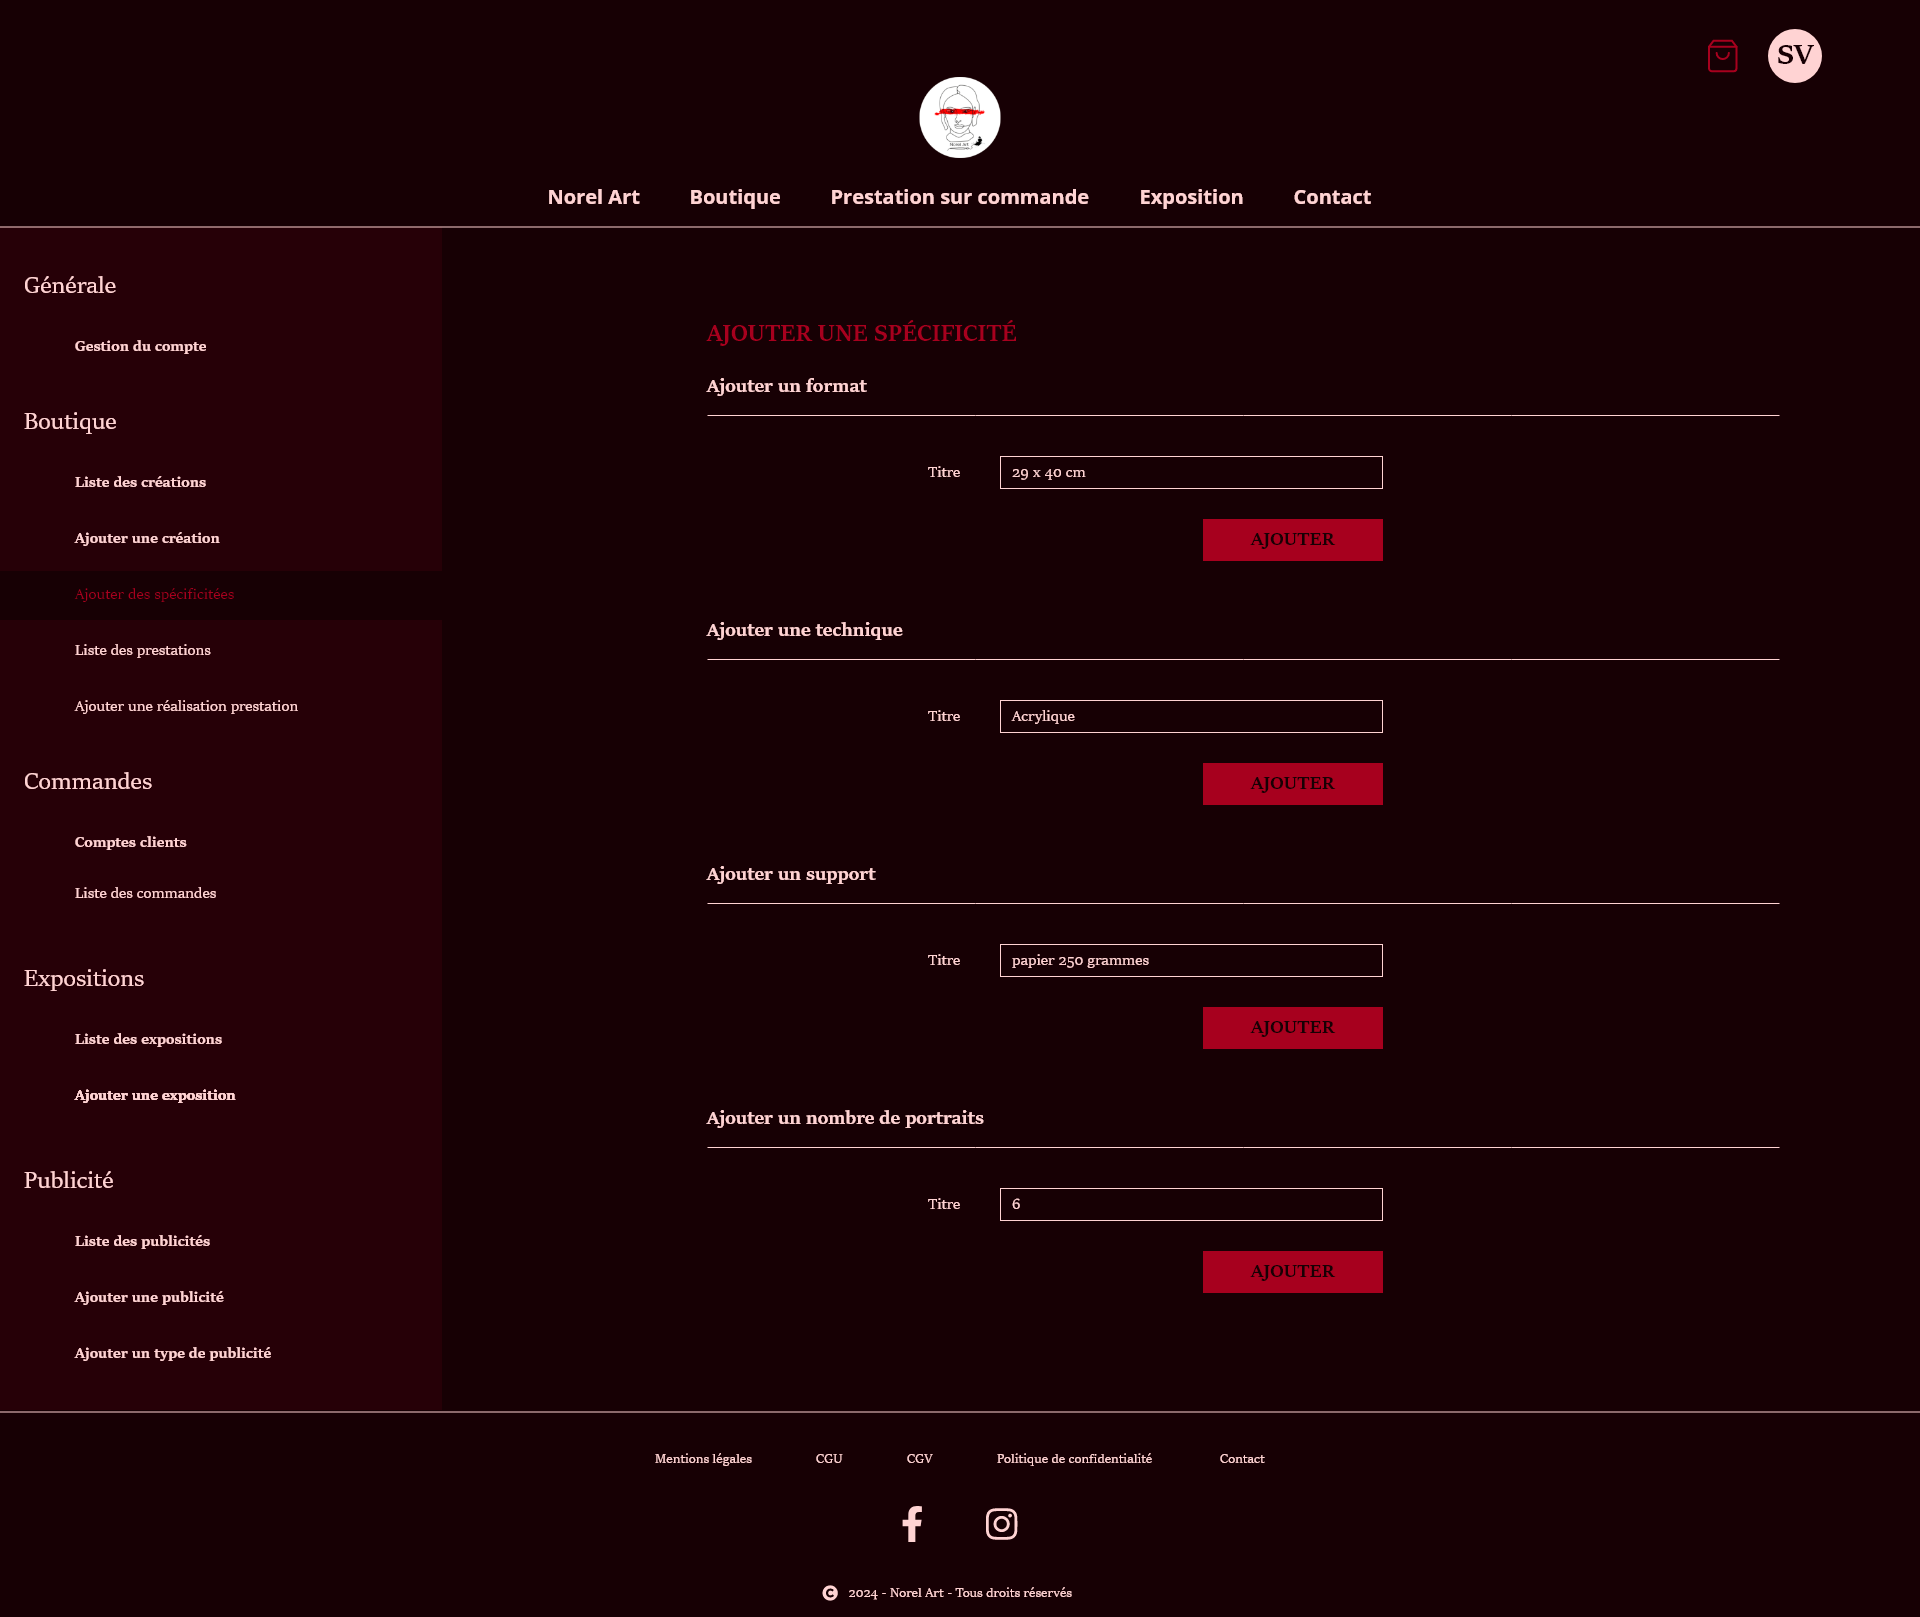 SV
Norel Art
Norel Art Boutique Prestation sur commande Exposition Contact
Générale
Gestion du compte
Boutique
Liste des créations
Ajouter une création
Ajouter des spécificitées
Liste des prestations
Ajouter une réalisation prestation
Commandes
Comptes clients
Liste des commandes
Expositions
Liste des expositions
Ajouter une exposition
Publicité
Liste des publicités
Ajouter une publicité
Ajouter un type de publicité
AJOUTER UNE SPÉCIFICITÉ
Ajouter un format
Titre 29 x 40 cm
AJOUTER
Ajouter une technique
Titre Acrylique
AJOUTER
Ajouter un support
Titre papier 250 grammes
AJOUTER
Ajouter un nombre de portraits
Titre 6
AJOUTER
Mentions légales CGU CGV Politique de confidentialité Contact
© 2024 - Norel Art - Tous droits réservés